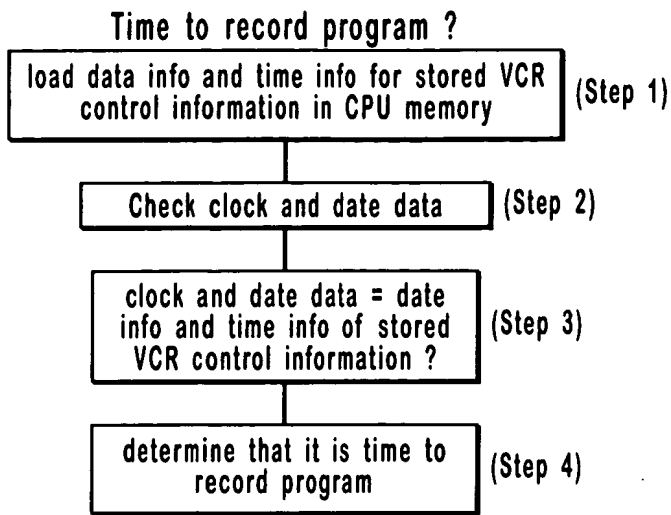 Time to record program ?
load data info and time info for stored VCR
control information in CPU memory
(Step 1)
Check clock and date data
(Step 2)
clock and date data = date
info and time info of stored
VCR control information ?
(Step 3)
determine that it is time to
record program
(Step 4)